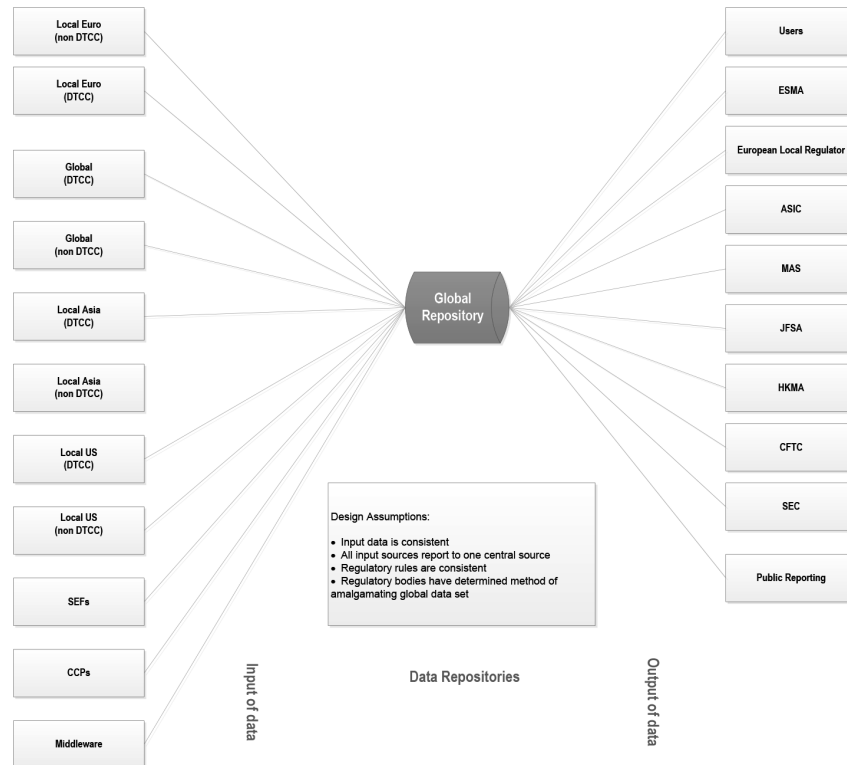 Local Euro
(non DTCC)
Local Euro
(DTCC)
Global
(DTCC)
Global
(non DTCC)
Local Asia
(DTCC)
Local Asia
(non DTCC)
Local US
(DTCC)
Local US
(non DTCC)
SEFs
CCPs
Middleware
Global
Repository
Users
ESMA
European Local Regulator
ASIC
MAS
JFSA
HKMA
CFTC
SEC
Public Reporting
Design Assumptions:
• Input data is consistent
• All input sources report to one central source
• Regulatory rules are consistent
• Regulatory bodies have determined method of
amalgamating global data set
Input of data
Data Repositories
Output of data